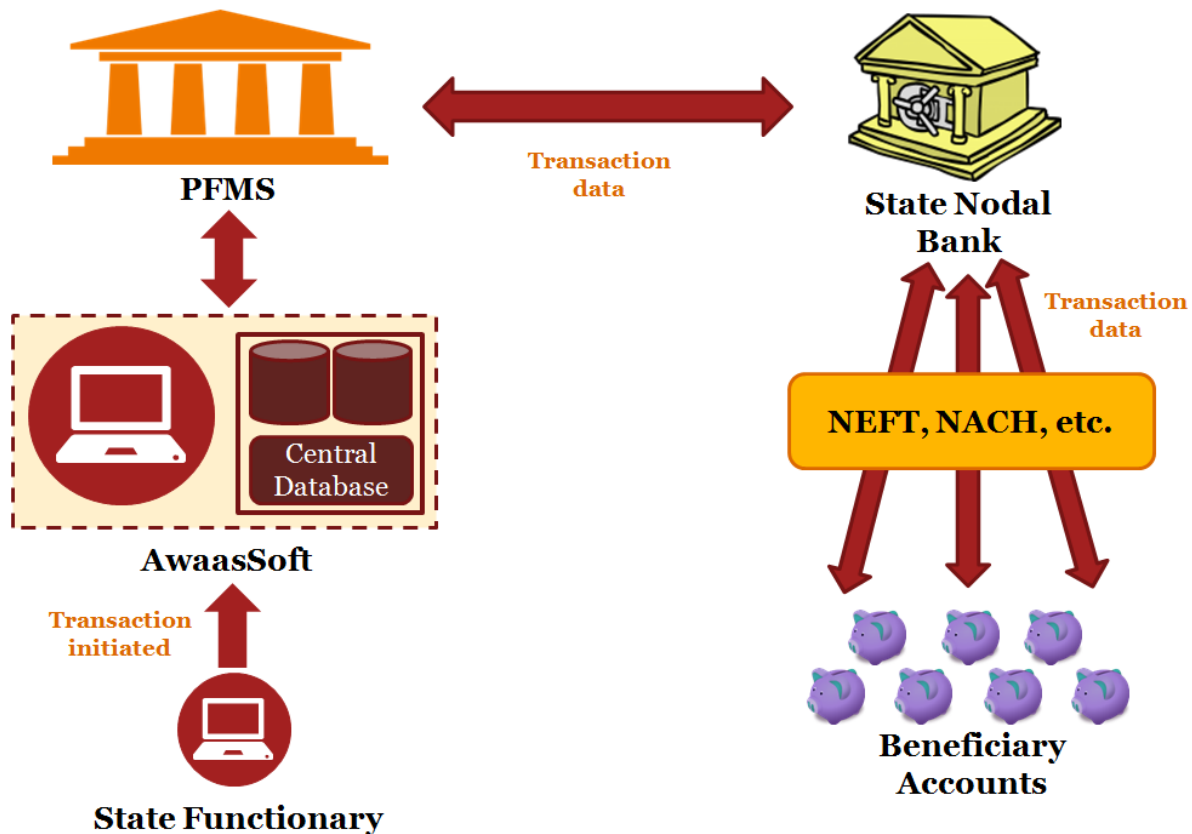 PFMS
Transaction
data
State Nodal
Bank
Transaction
data
NEFT, NACH, etc.
Central
Database
AwaasSoft
Transaction
initiated
State Functionary
Beneficiary
Accounts